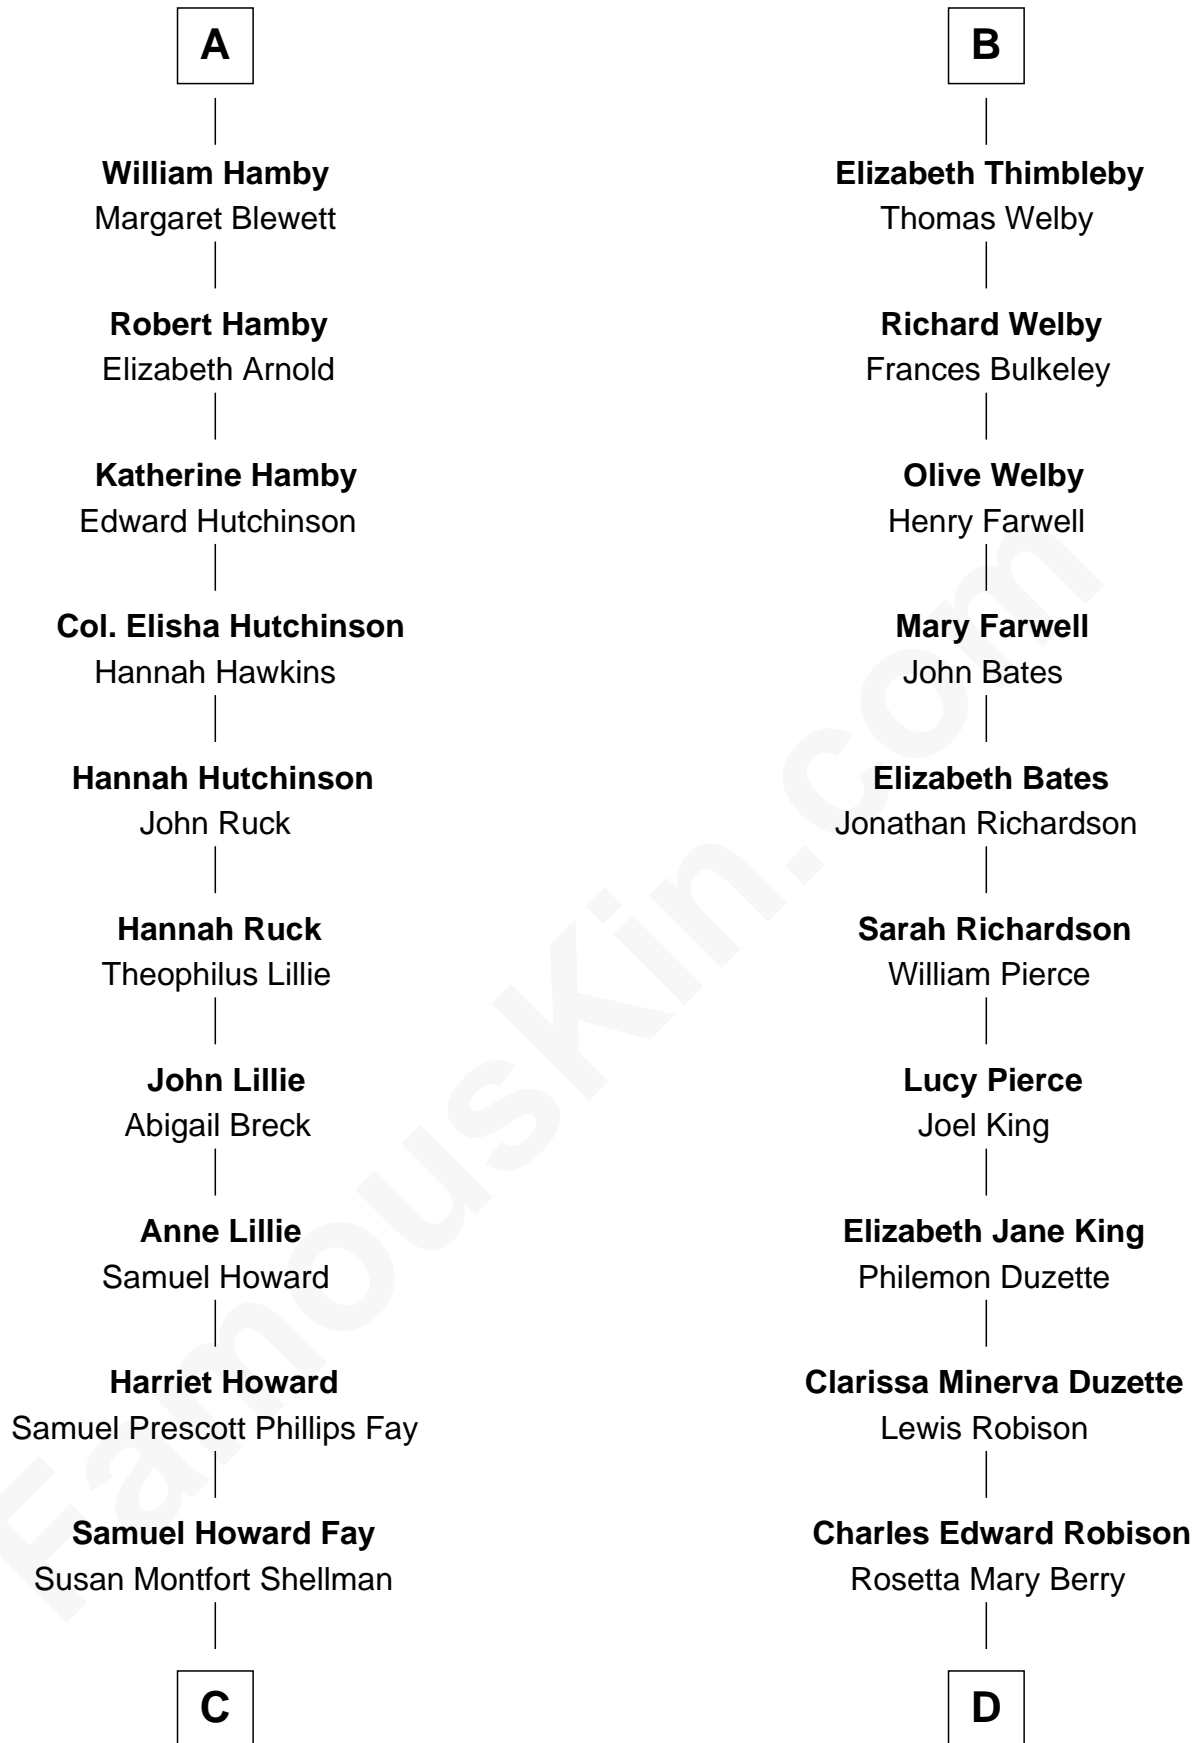 A
William Hamby
Margaret Blewett
Robert Hamby
Elizabeth Arnold
Katherine Hamby
Edward Hutchinson
Col. Elisha Hutchinson
Hannah Hawkins
Hannah Hutchinson
John Ruck
Hannah Ruck
Theophilus Lillie
John Lillie
Abigail Breck
Anne Lillie
Samuel Howard
Harriet Howard
Samuel Prescott Phillips Fay
Samuel Howard Fay
Susan Montfort Shellman
C
B
Elizabeth Thimbleby
Thomas Welby
Richard Welby
Frances Bulkeley
Olive Welby
Henry Farwell
Mary Farwell
John Bates
Elizabeth Bates
Jonathan Richardson
Sarah Richardson
William Pierce
Lucy Pierce
Joel King
Elizabeth Jane King
Philemon Duzette
Clarissa Minerva Duzette
Lewis Robison
Charles Edward Robison
Rosetta Mary Berry
D
FamousKin.com